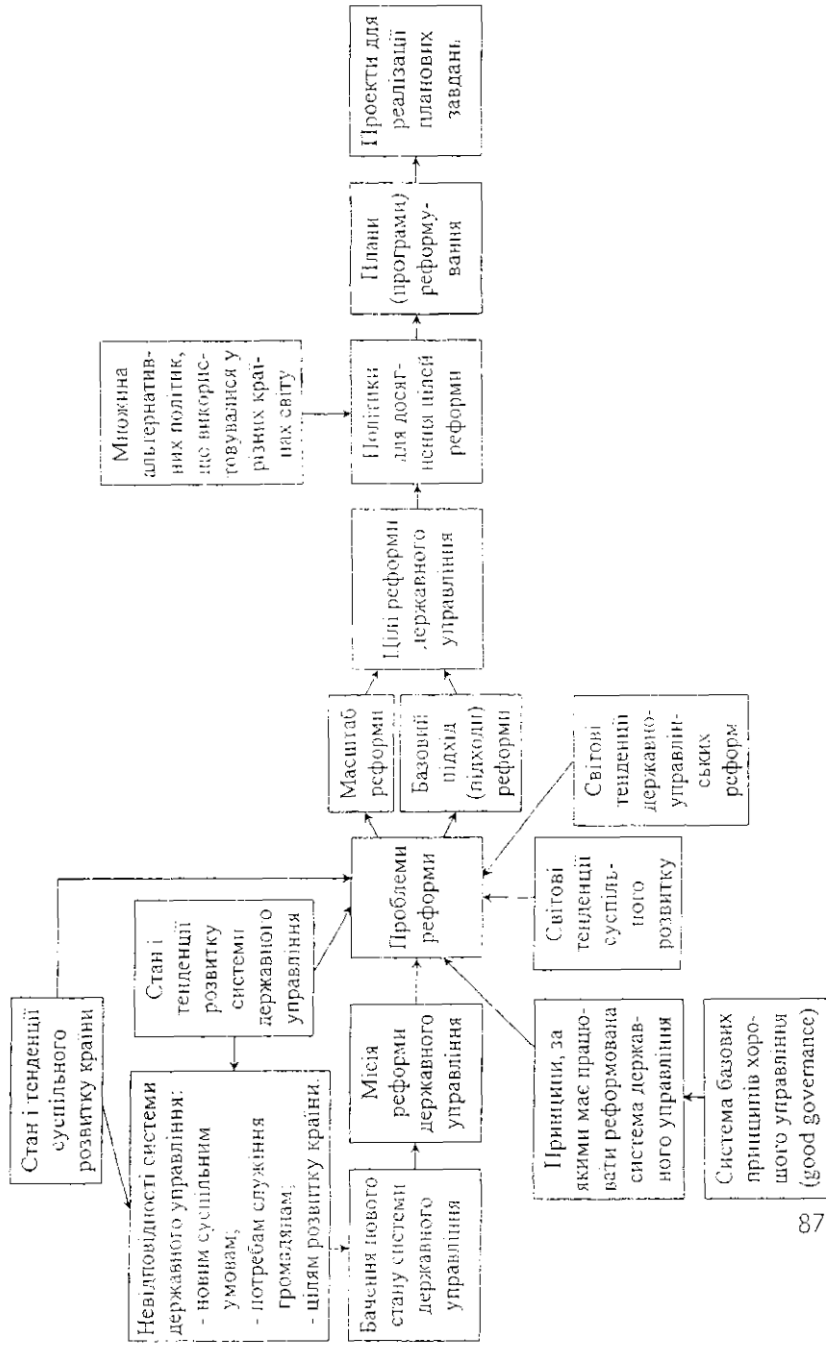 Стан і тенденції
суспільного
розвитку країни
Невідповідності системи
державного управління:
- новим суспільним
умовам;
- потребам служіння
громадянам;
- цілям розвитку країни.
Стан і
тенденції
розвитку
системи
державного
управління
Бачення нового
стану системи
державного
управління
Місія
реформи
державного
управління
Проблеми
реформи
Принципи, за
якими має працю-
вати реформована
система держав-
ного управління
Система базових
принципів хоро-
шого управління
(good governance)
Світові
тенденції
суспіль-
ного
розвитку
Світові
тенденції
державно-
управлін-
ських
реформ
Масштаб
реформи
Базовий
підхід
(підходи)
реформи
Цілі реформи
державного
управління
Множина
альтернатив-
них політик,
що викорис-
товувалися у
різних краї-
нах світу
Політики
для досяг-
нення цілей
реформи
Плани
(програми)
реформу-
вання
Проекти для
реалізації
планових
завдань
87